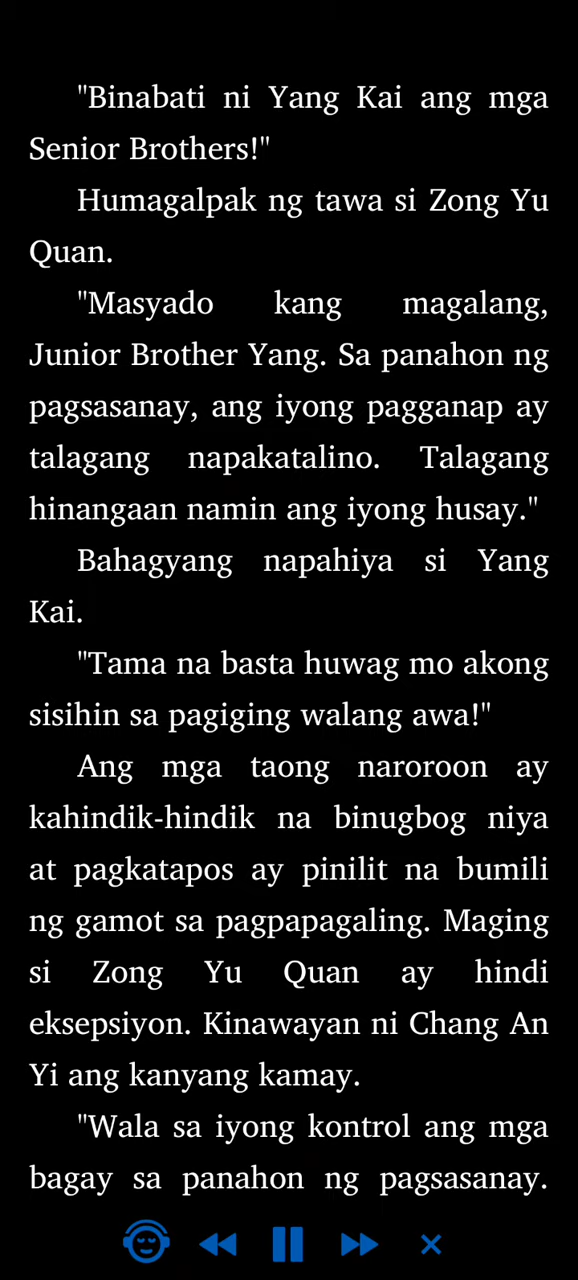 "Binabati ni Yang Kai ang mga
Senior Brothers!"
Humagalpak ng tawa si Zong Yu
Quan.
"Masyado kang magalang,
Junior Brother Yang. Sa panahon ng
pagsasanay, ang iyong pagganap ay
talagang napakatalino. Talagang
hinangaan namin ang iyong husay."
Bahagyang napahiya si Yang
Kai.
"Tama na basta huwag mo akong
sisihin sa pagiging walang awa!"
Ang mga taong naroroon ay
kahindik-hindik na binugbog niya
at pagkatapos ay pinilit na bumili
ng gamot sa pagpapagaling. Maging
si Zong Yu Quan ay hindi
eksepsiyon. Kinawayan ni Chang An
Yi ang kanyang kamay.
"Wala sa iyong kontrol ang mga
bagay sa panahon ng pagsasanay.